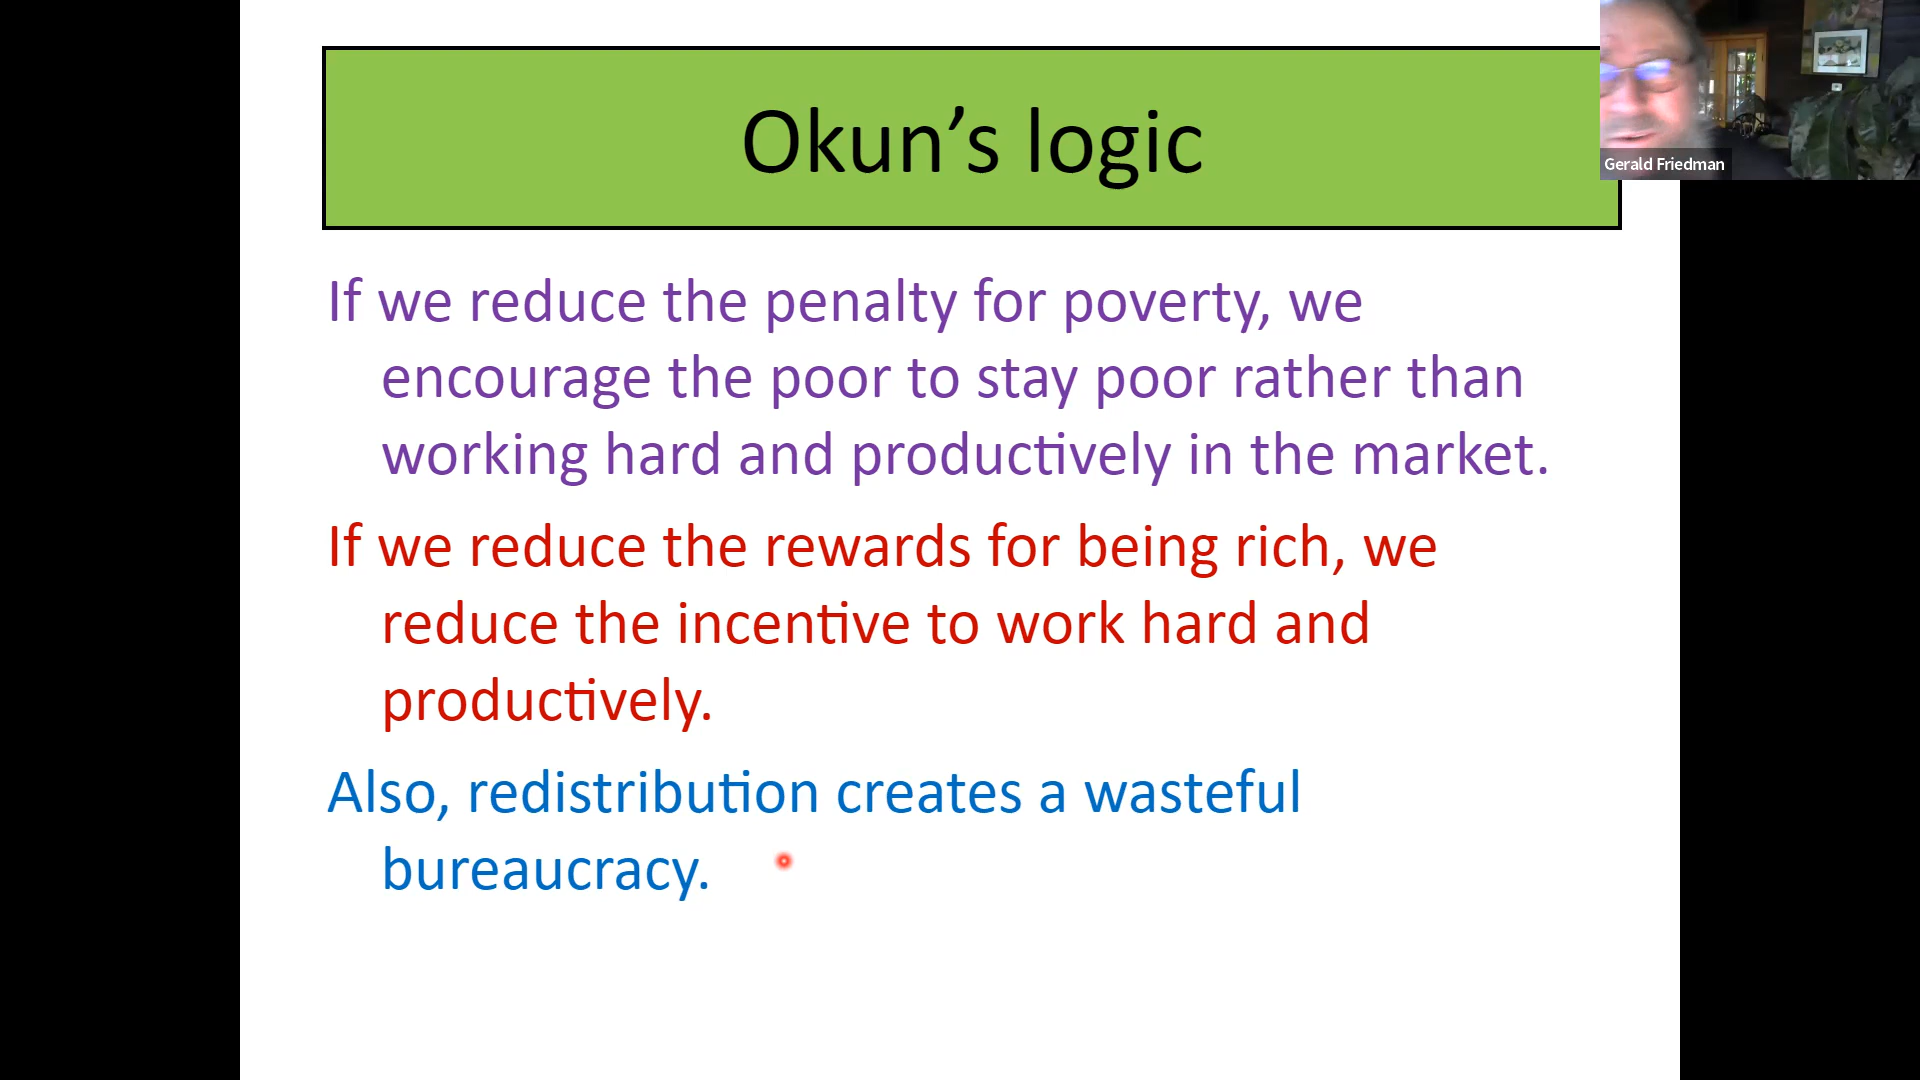 Okun’s logic
Gerald Friedman
If we reduce the penalty for poverty, we
encourage the poor to stay poor rather than
working hard and productively in the market.
If we reduce the rewards for being rich, we
reduce the incentive to work hard and
productively.
Also, redistribution creates a wasteful
bureaucracy.